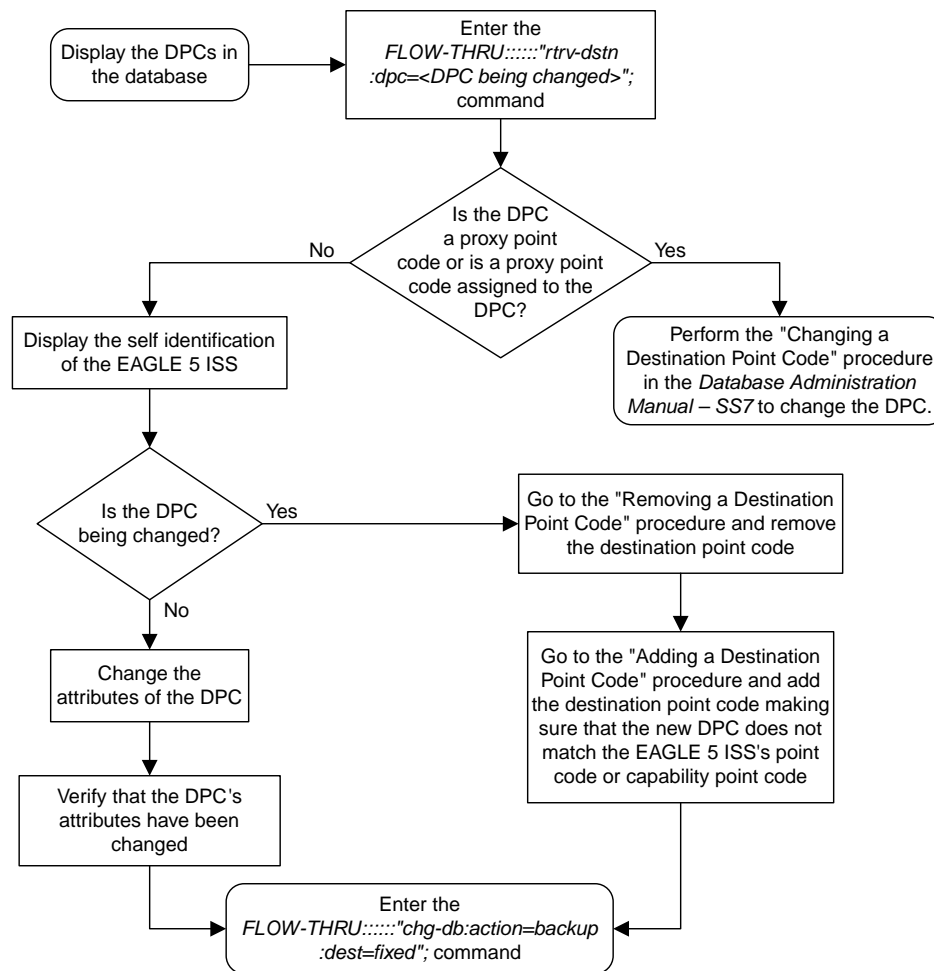 Display the DPCs in
the database
Enter the
FLOW-THRU::::::"rtrv-dstn
:dpc=<DPC being changed>";
command
Is the DPC
a proxy point
code or is a proxy point
code assigned to the
DPC?
No
Yes
Display the self identification
of the EAGLE 5 ISS
Perform the "Changing a
Destination Point Code" procedure
in the Database Administration
Manual – SS7 to change the DPC.
Is the DPC
being changed?
Yes
No
Go to the "Removing a Destination
Point Code" procedure and remove
the destination point code
Change the
attributes of the DPC
Go to the "Adding a Destination
Point Code" procedure and add
the destination point code making
sure that the new DPC does not
match the EAGLE 5 ISS's point
code or capability point code
Verify that the DPC's
attributes have been
changed
Enter the
FLOW-THRU::::::"chg-db:action=backup
:dest=fixed"; command